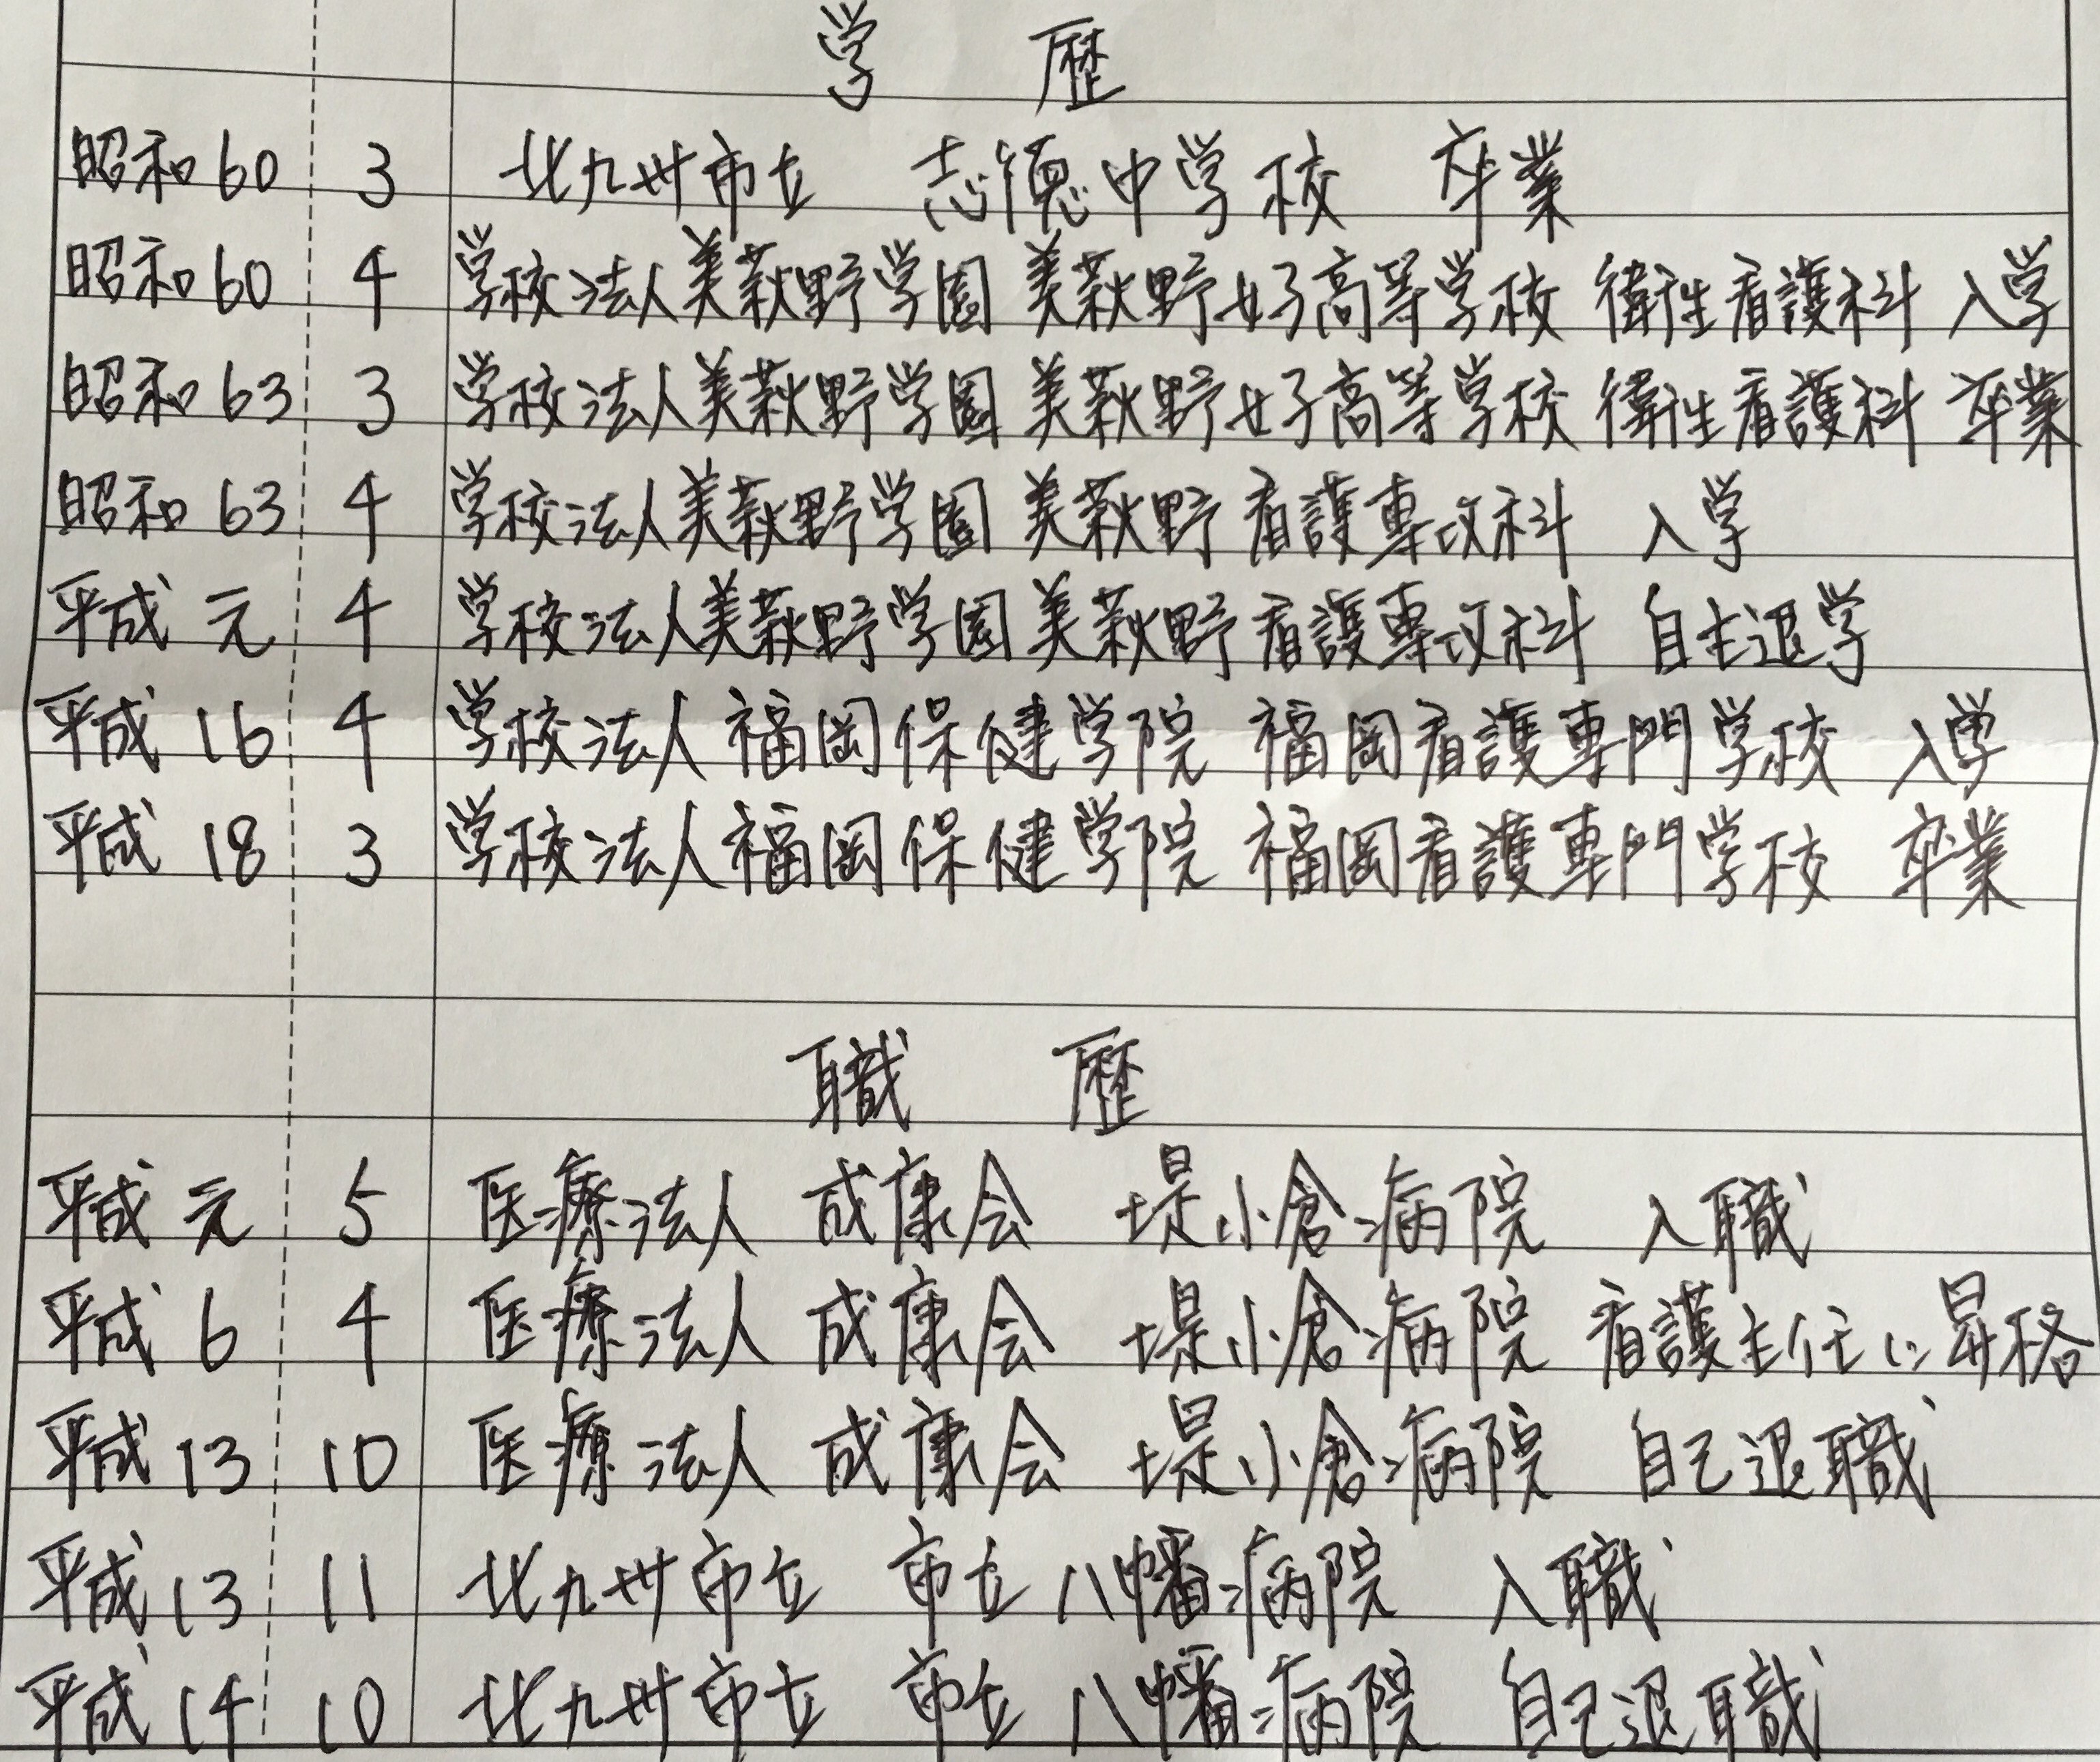 学 歴
昭和60 3 北九州市立 志徳中学校 卒業
昭和60 4 学校法人美萩野学園 美萩野女子高等学校 衛生看護科 入学
昭和63 3 学校法人美萩野学園 美萩野女子高等学校 衛生看護科 卒業
昭和63 4 学校法人美萩野学園 美萩野看護専攻科 入学
平成元 4 学校法人美萩野学園美萩野看護専攻科 自主退学
平成16 4 学校法人福岡保健学院 福岡看護専門学校 入学
平成18 3 学校法人福岡保健学院 福岡看護専門学校 卒業
職 歴
平成元 5 医療法人 成康会 堤小倉病院 入職
平成6 4 医療法人 成康会 堤小倉病院 看護主任に昇格
平成13 10 医療法人 成康会 堤小倉病院 自己退職
平成13 11 北九州市立 市立八幡病院 入職
平成14 10 北九州市立 市立八幡病院 自己退職